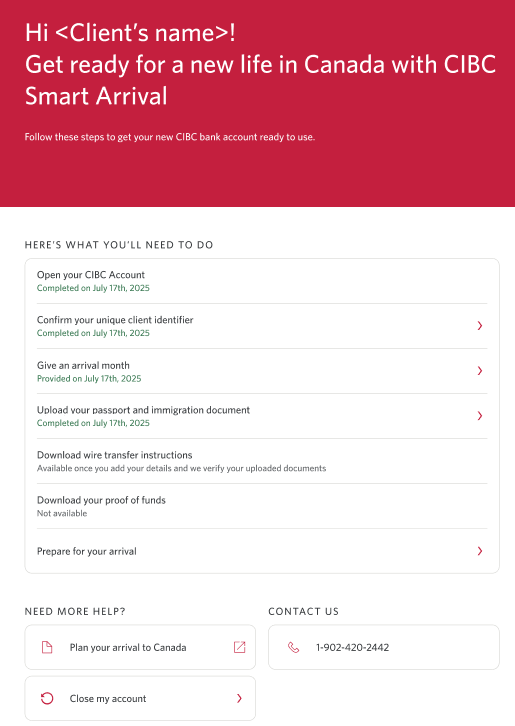 Hi <Client's name>!
Get ready for a new life in Canada with CIBC
Smart Arrival
Follow these steps to get your new CIBC bank account ready to use.
HERE'S WHAT YOU'LL NEED TO DO
Open your CIBC Account
Completed on July 17th, 2025
Confirm your unique client identifier
Completed on July 17th, 2025
Give an arrival month
Provided on July 17th, 2025
Upload your passport and immigration document
Completed on July 17th, 2025
Download wire transfer instructions
Available once you add your details and we verify your uploaded documents
Download your proof of funds
Not available
Prepare for your arrival
NEED MORE HELP?
Plan your arrival to Canada
Close my account
CONTACT US
1-902-420-2442